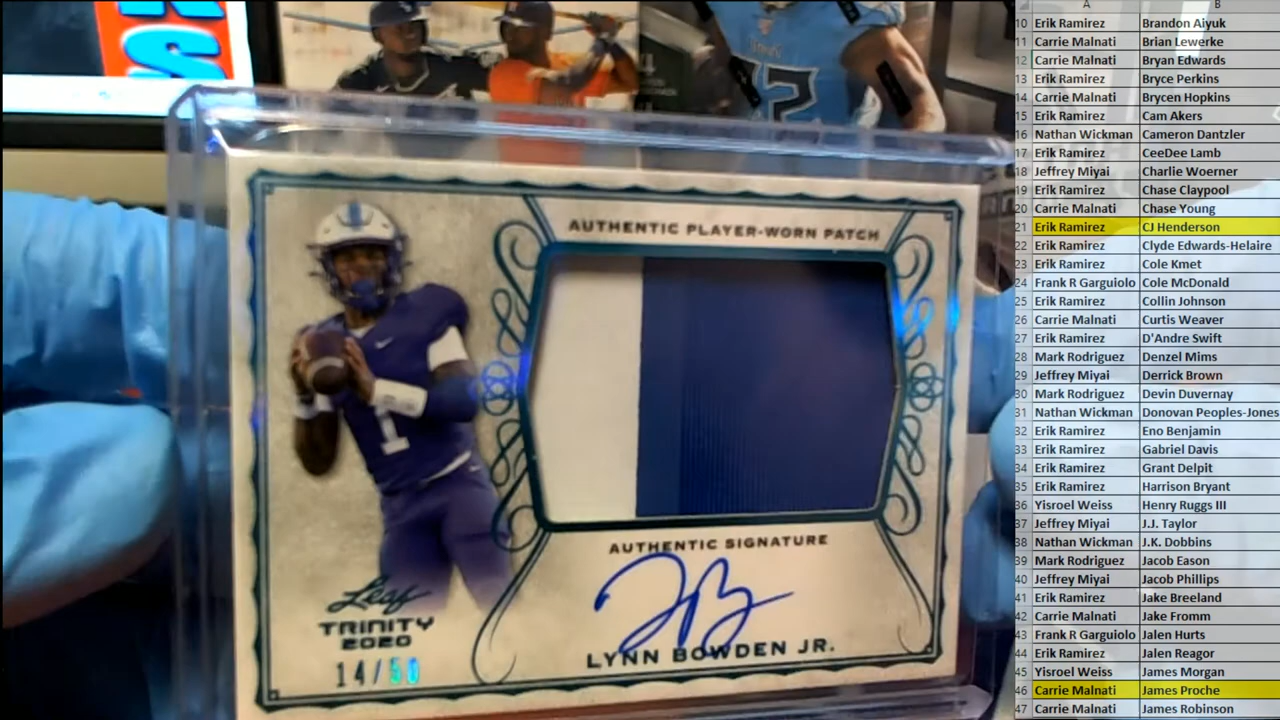 KS
12
AUTHENTIC PLAYER-WORN PATCH
1
AUTHENTIC SIGNATURE
Leaf
TRINITY
2020
LYNN BOWDEN JR.
14/50
A B
10 Erik Ramirez Brandon Aiyuk
11 Carrie Malnati Brian Lewerke
12 Carrie Malnati Bryan Edwards
13 Erik Ramirez Bryce Perkins
14 Carrie Malnati Brycen Hopkins
15 Erik Ramirez Cam Akers
16 Nathan Wickman Cameron Dantzler
17 Erik Ramirez CeeDee Lamb
18 Jeffrey Miyai Charlie Woerner
19 Erik Ramirez Chase Claypool
20 Carrie Malnati Chase Young
21 Erik Ramirez CJ Henderson
22 Erik Ramirez Clyde Edwards-Helaire
23 Erik Ramirez Cole Kmet
24 Frank R Garguiolo Cole McDonald
25 Erik Ramirez Collin Johnson
26 Carrie Malnati Curtis Weaver
27 Erik Ramirez D'Andre Swift
28 Mark Rodriguez Denzel Mims
29 Jeffrey Miyai Derrick Brown
30 Mark Rodriguez Devin Duvernay
31 Nathan Wickman Donovan Peoples-Jones
32 Erik Ramirez Eno Benjamin
33 Erik Ramirez Gabriel Davis
34 Erik Ramirez Grant Delpit
35 Erik Ramirez Harrison Bryant
36 Yisroel Weiss Henry Ruggs III
37 Jeffrey Miyai J.J. Taylor
38 Nathan Wickman J.K. Dobbins
39 Mark Rodriguez Jacob Eason
40 Jeffrey Miyai Jacob Phillips
41 Erik Ramirez Jake Breeland
42 Carrie Malnati Jake Fromm
43 Frank R Garguiolo Jalen Hurts
44 Erik Ramirez Jalen Reagor
45 Yisroel Weiss James Morgan
46 Carrie Malnati James Proche
47 Carrie Malnati James Robinson